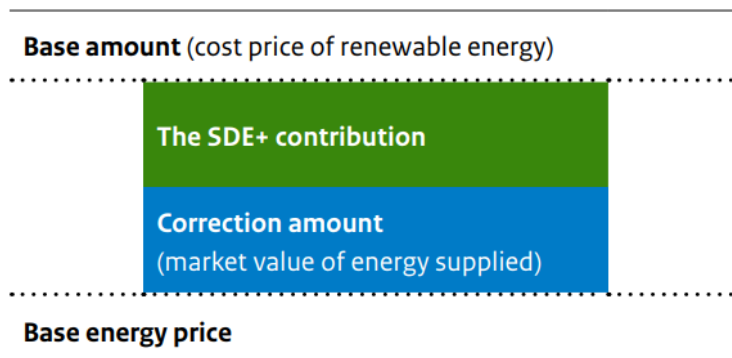 Base amount (cost price of renewable energy)
The SDE+ contribution
Correction amount
(market value of energy supplied)
Base energy price